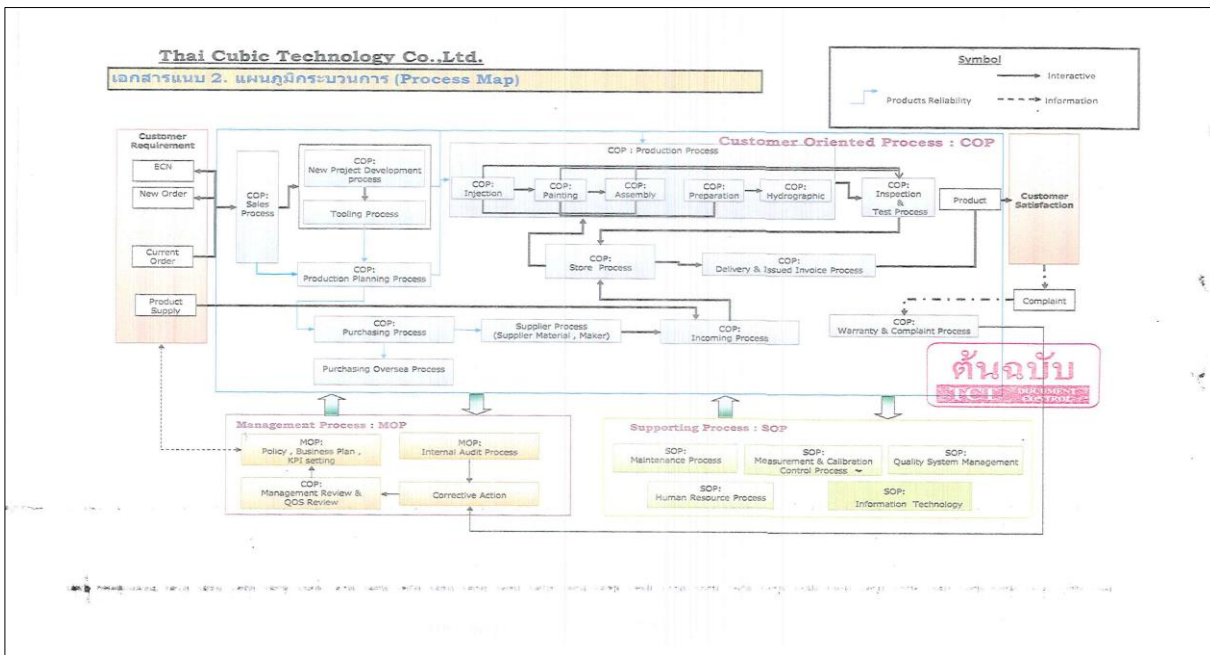 Thai Cubic Technology Co.,Ltd.
เอกสารแนบ 2. แผนภูมิกระบวนการ (Process Map)
Symbol
Interactive
Products Reliability
Information
Customer
Requirement
ECN
New Order
Current
Order
Product
Supply
Customer Oriented Process : COP
COP:
Sales
Process
COP:
New Project Development
process
Tooling Process
COP:
Production Planning Process
COP : Production Process
COP:
Injection
COP:
Painting
COP:
Assembly
COP:
Preparation
COP:
Hydrographic
COP:
Inspection
&
Test Process
Product
Customer
Satisfaction
COP:
Store Process
COP:
Delivery & Issued Invoice Process
Complaint
COP:
Purchasing Process
Supplier Process
(Supplier Material , Maker)
COP:
Incoming Process
COP:
Warranty & Complaint Process
Purchasing Oversea Process
ต้นฉบับ
TCT DOCUMENT
CONTROL
Management Process : MOP
MOP:
Policy , Business Plan ,
KPI setting
MOP:
Internal Audit Process
COP:
Management Review &
QOS Review
Corrective Action
Supporting Process : SOP
SOP:
Maintenance Process
SOP:
Measurement & Calibration
Control Process
SOP:
Quality System Management
SOP:
Human Resource Process
SOP:
Information Technology